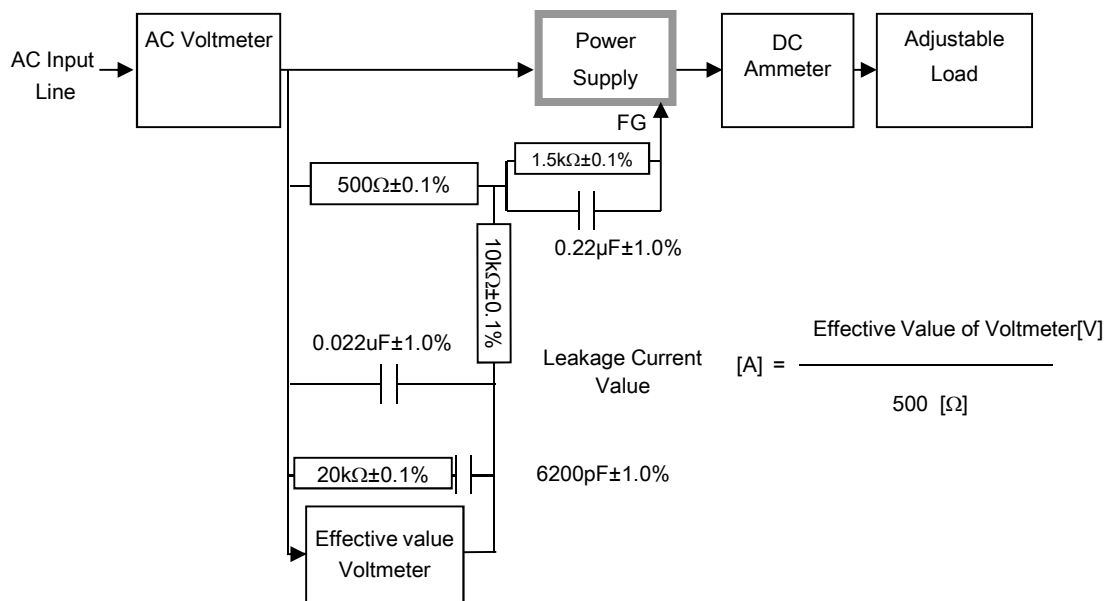 AC Input
Line
AC Voltmeter
Power
Supply
DC
Ammeter
Adjustable
Load
FG
1.5kΩ±0.1%
500Ω±0.1%
0.22μF±1.0%
10kΩ±0.1%
0.022uF±1.0%
Leakage Current
Value
[A] =
Effective Value of Voltmeter[V]
500 [Ω]
20kΩ±0.1%
6200pF±1.0%
Effective value
Voltmeter